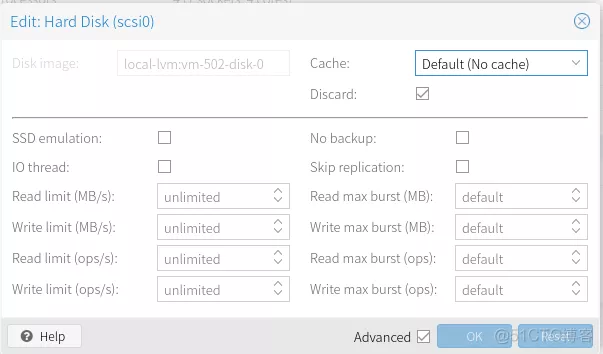 Edit: Hard Disk (scsi0)
Disk image: local-lvm:vm-502-disk-0 Cache: Default (No cache)
Discard:
SSD emulation: No backup:
IO thread: Skip replication:
Read limit (MB/s): unlimited Read max burst (MB): default
Write limit (MB/s): unlimited Write max burst (MB): default
Read limit (ops/s): unlimited Read max burst (ops): default
Write limit (ops/s): unlimited Write max burst (ops): default
Help Advanced OK Reset
@51CTO博客